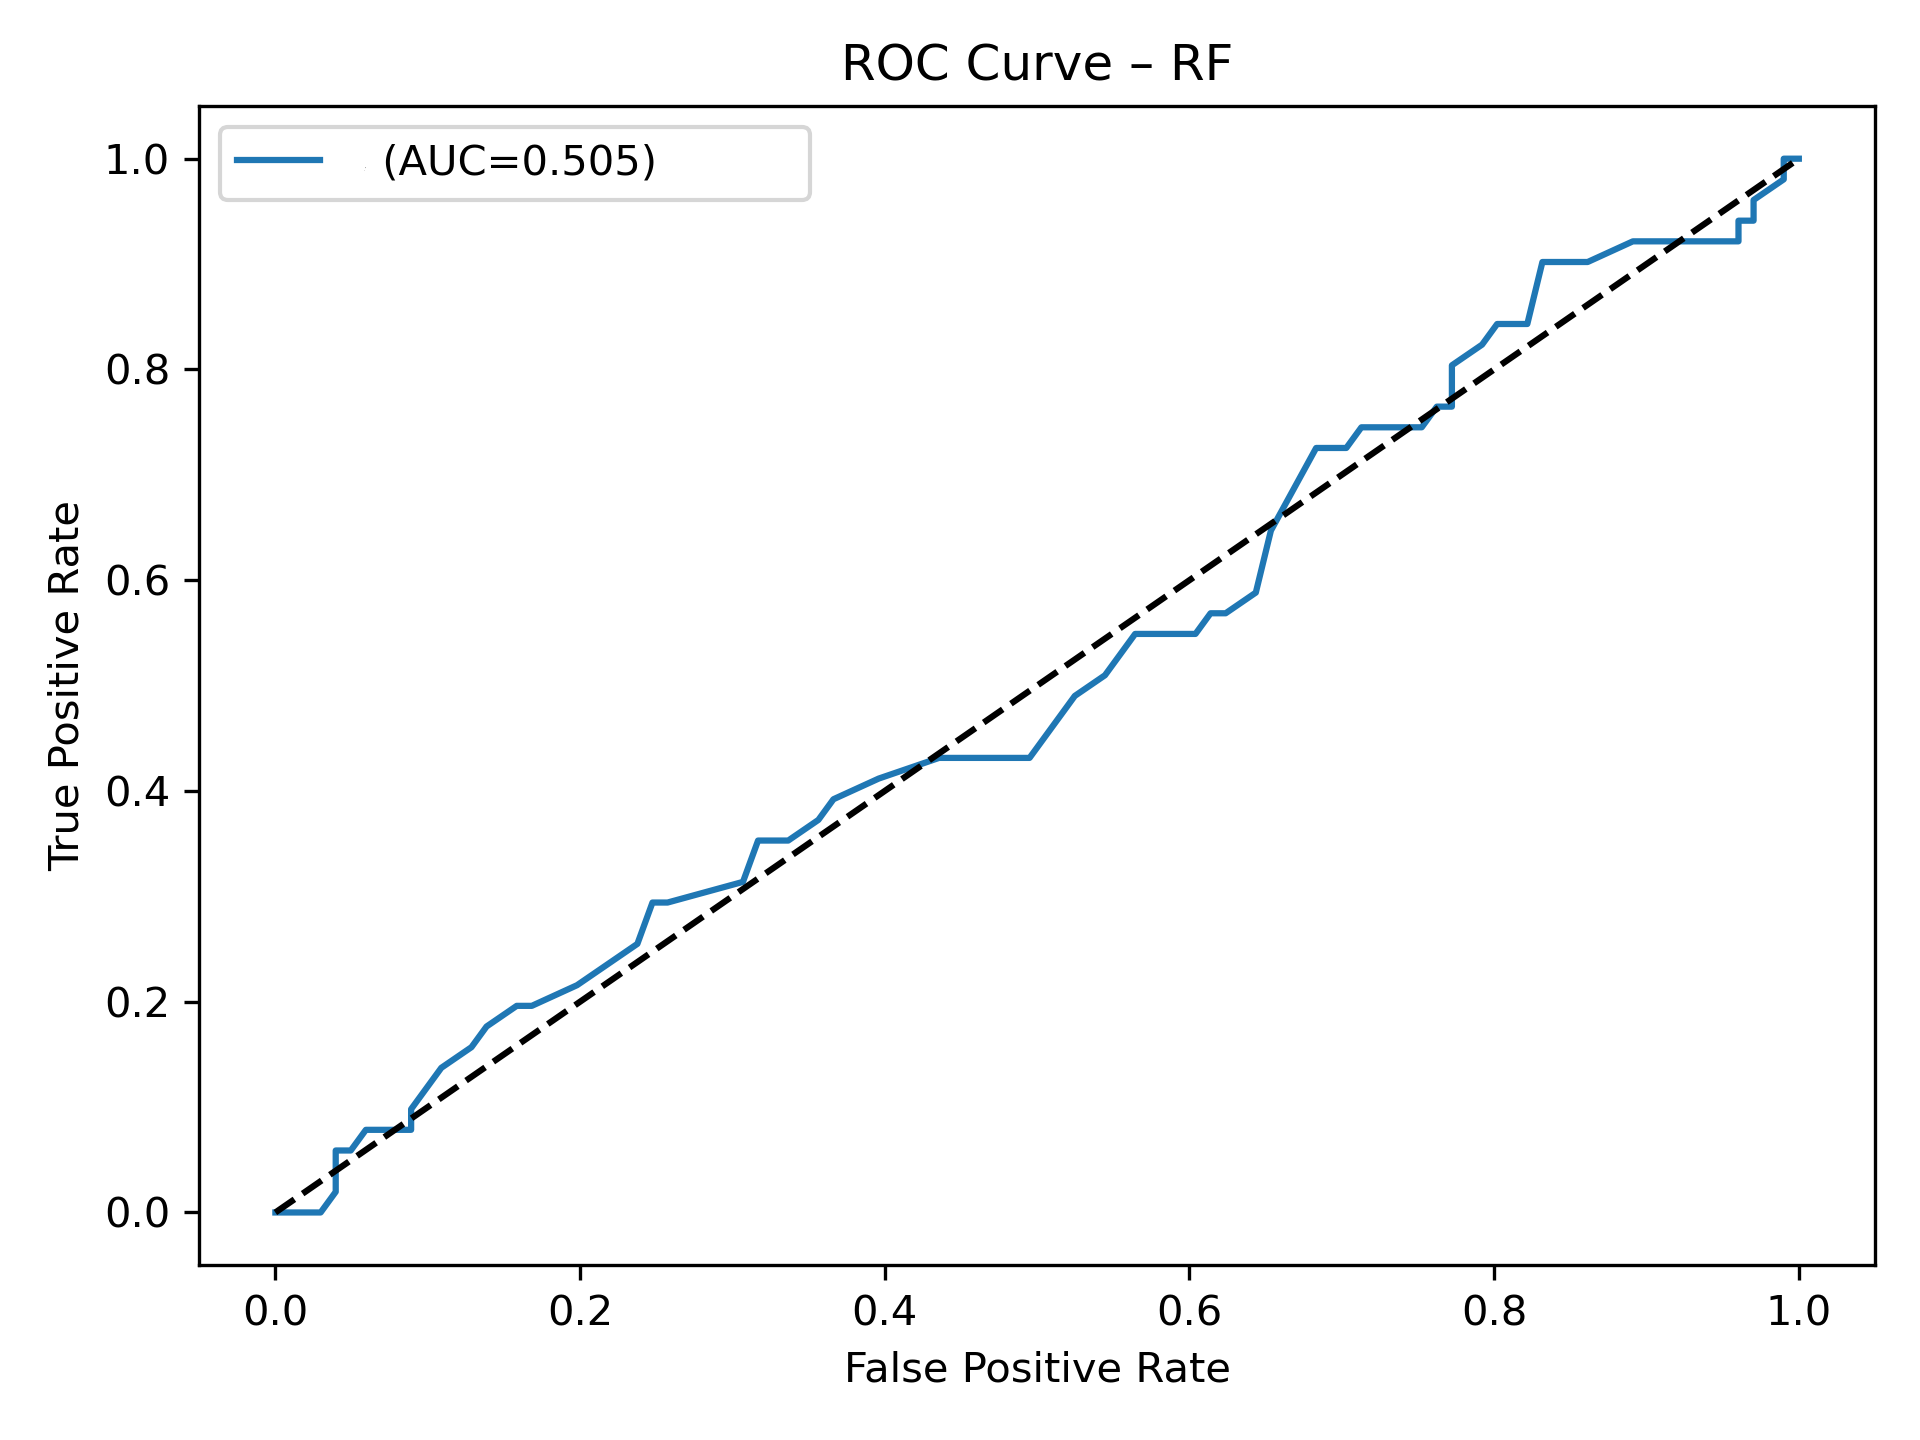 ROC Curve – RF
(AUC=0.505)
1.0
0.8
0.6
0.4
0.2
0.0
True Positive Rate
0.0 0.2 0.4 0.6 0.8 1.0
False Positive Rate